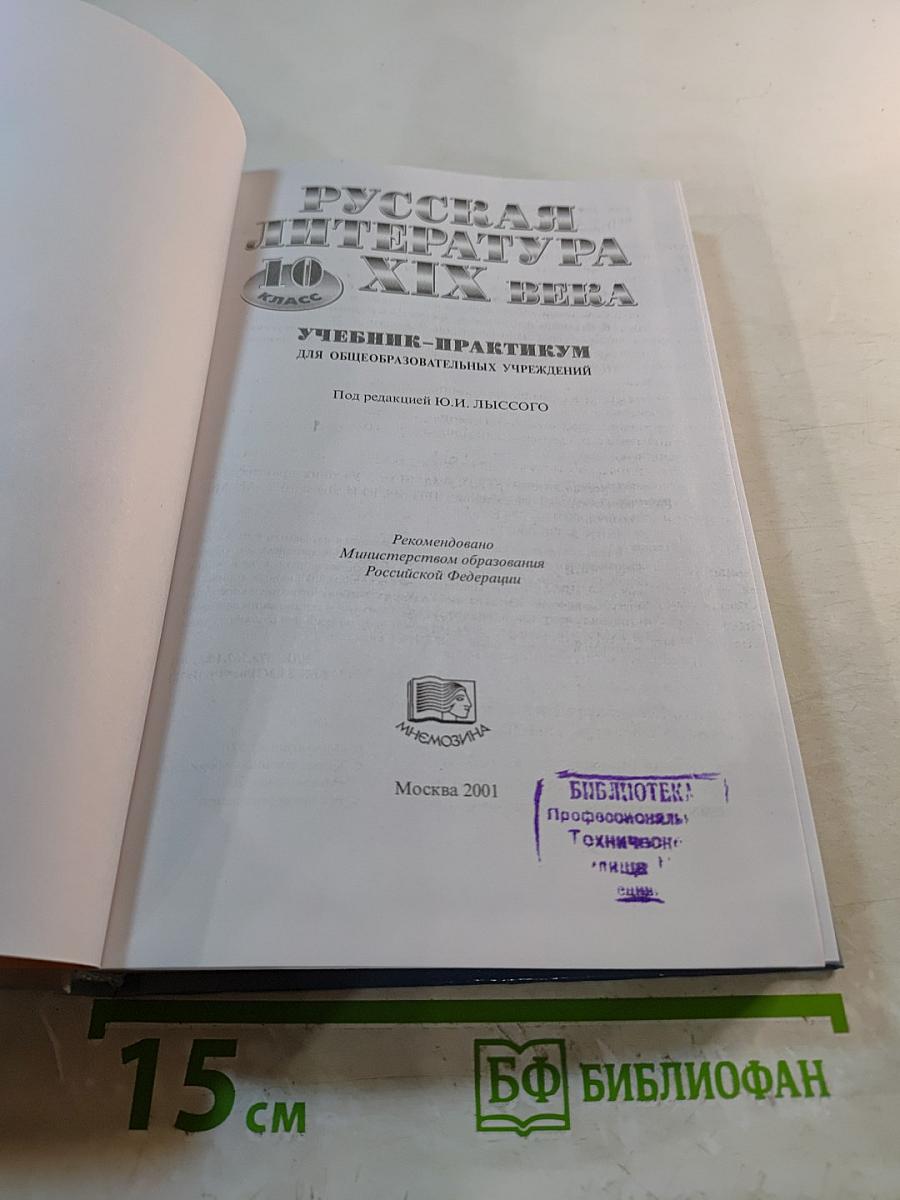 РУССКАЯ
ЛИТЕРАТУРА
10 XIX ВЕКА
КЛАСС
УЧЕБНИК-ПРАКТИКУМ
ДЛЯ ОБЩЕОБРАЗОВАТЕЛЬНЫХ УЧРЕЖДЕНИЙ
Под редакцией Ю.И. ЛЫССОГО
Рекомендовано
Министерством образования
Российской Федерации
МНЕМОЗИНА
Москва 2001
БИБЛИОТЕКА
15 см
БФ БИБЛИОФАН